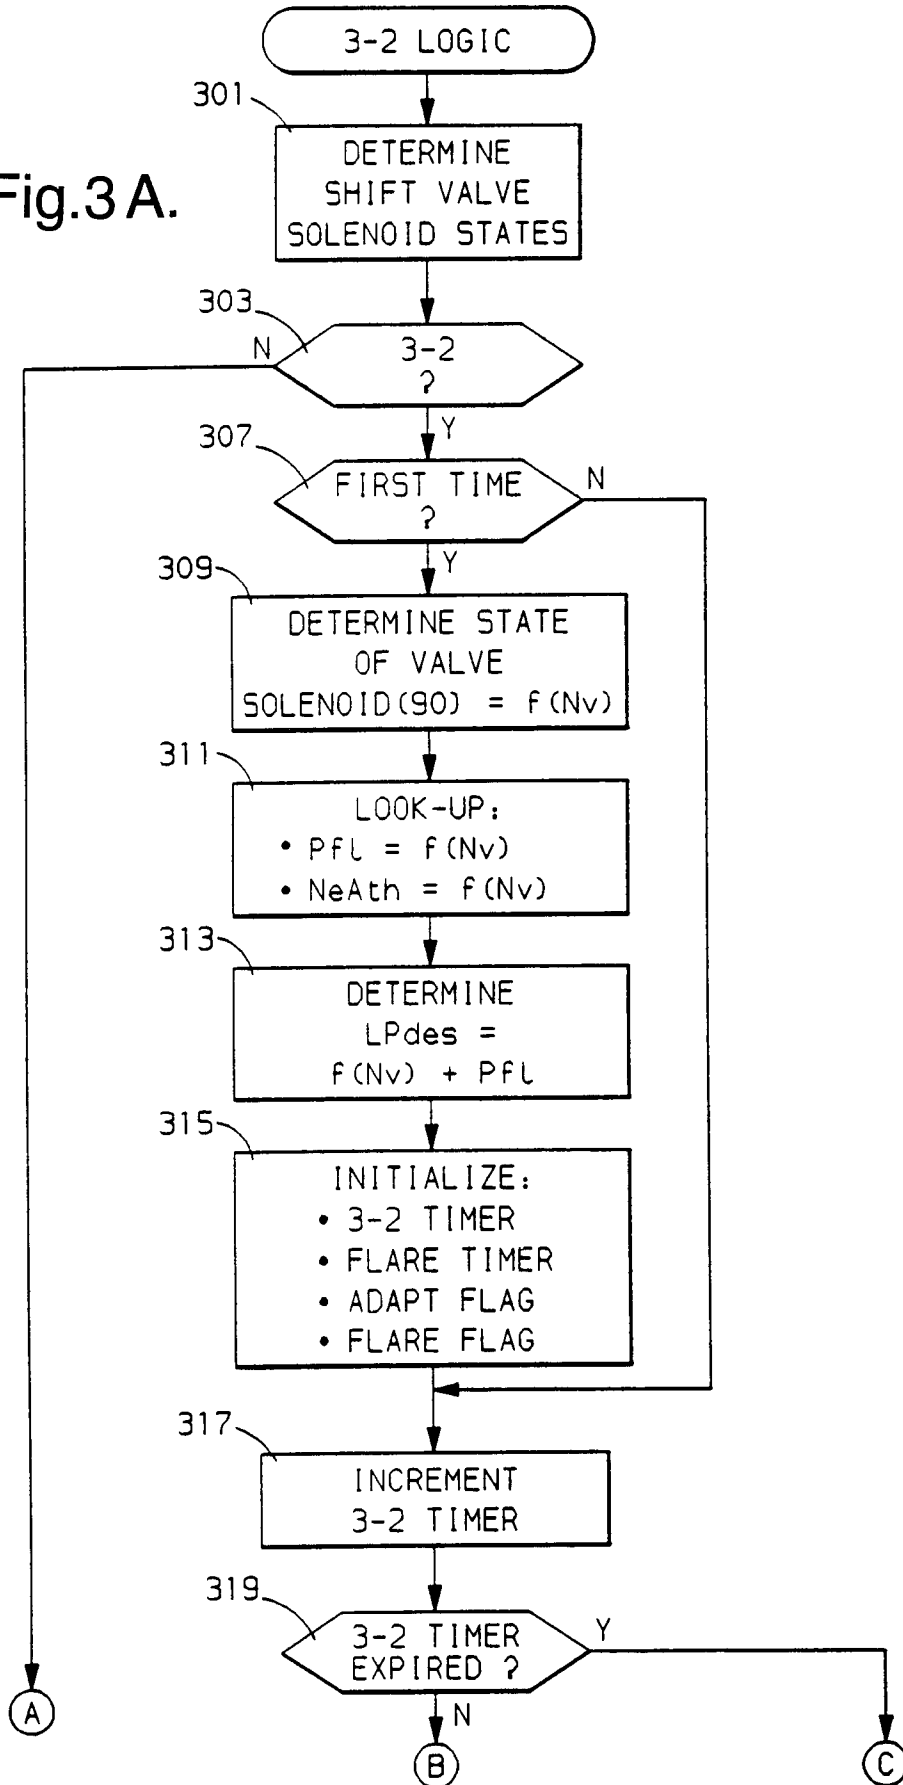 3-2 LOGIC
301
DETERMINE
SHIFT VALVE
SOLENOID STATES
Fig.3A.
303
N
3-2
?
Y
307
FIRST TIME
?
N
Y
309
DETERMINE STATE
OF VALVE
SOLENOID(90) = f(Nv)
311
LOOK-UP:
• Pfl = f(Nv)
• NeAth = f(Nv)
313
DETERMINE
LPdes =
f(Nv) + Pfl
315
INITIALIZE:
• 3-2 TIMER
• FLARE TIMER
• ADAPT FLAG
• FLARE FLAG
317
INCREMENT
3-2 TIMER
319
3-2 TIMER
EXPIRED ?
Y
N
A
B
C